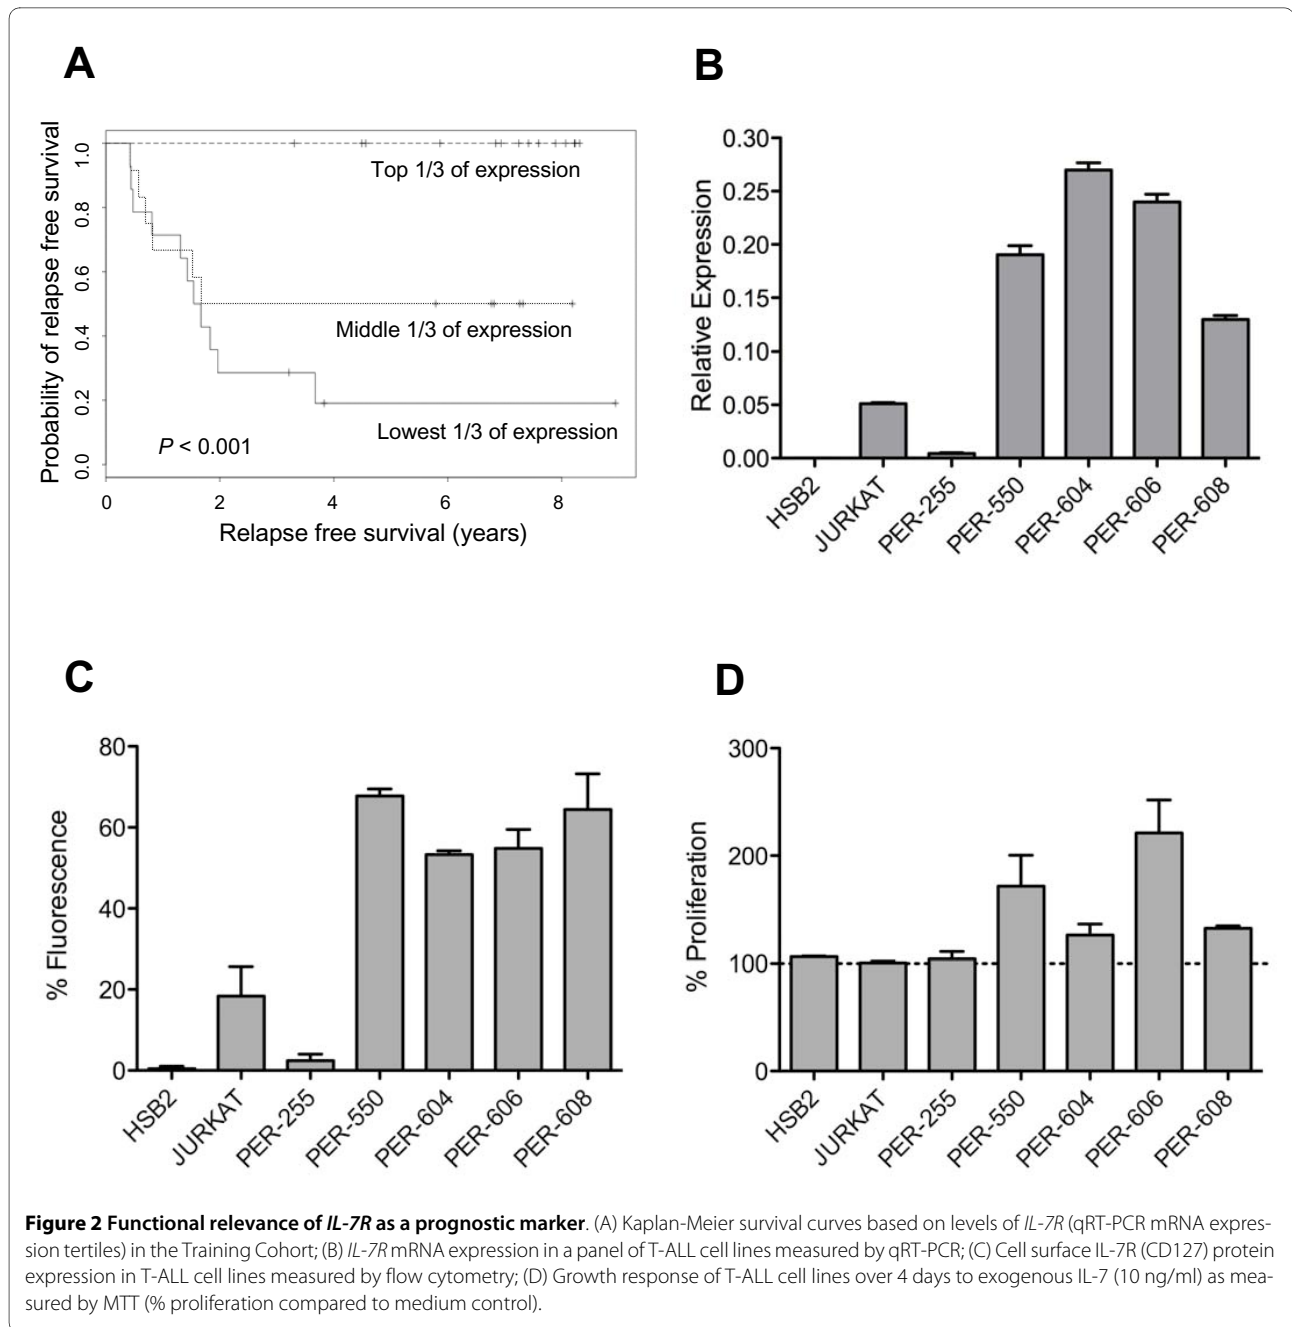 A
Probability of relapse free survival
1.0
0.8
0.6
0.4
0.2
0.0
Top 1/3 of expression
Middle 1/3 of expression
Lowest 1/3 of expression
P < 0.001
0 2 4 6 8
Relapse free survival (years)
B
Relative Expression
0.30
0.25
0.20
0.15
0.10
0.05
0.00
HSB2 JURKAT PER-255 PER-550 PER-604 PER-606 PER-608
C
% Fluorescence
80
60
40
20
0
HSB2 JURKAT PER-255 PER-550 PER-604 PER-606 PER-608
D
% Proliferation
300
200
100
0
HSB2 JURKAT PER-255 PER-550 PER-604 PER-606 PER-608
Figure 2 Functional relevance of IL-7R as a prognostic marker. (A) Kaplan-Meier survival curves based on levels of IL-7R (qRT-PCR mRNA expres-
sion tertiles) in the Training Cohort; (B) IL-7R mRNA expression in a panel of T-ALL cell lines measured by qRT-PCR; (C) Cell surface IL-7R (CD127) protein
expression in T-ALL cell lines measured by flow cytometry; (D) Growth response of T-ALL cell lines over 4 days to exogenous IL-7 (10 ng/ml) as mea-
sured by MTT (% proliferation compared to medium control).